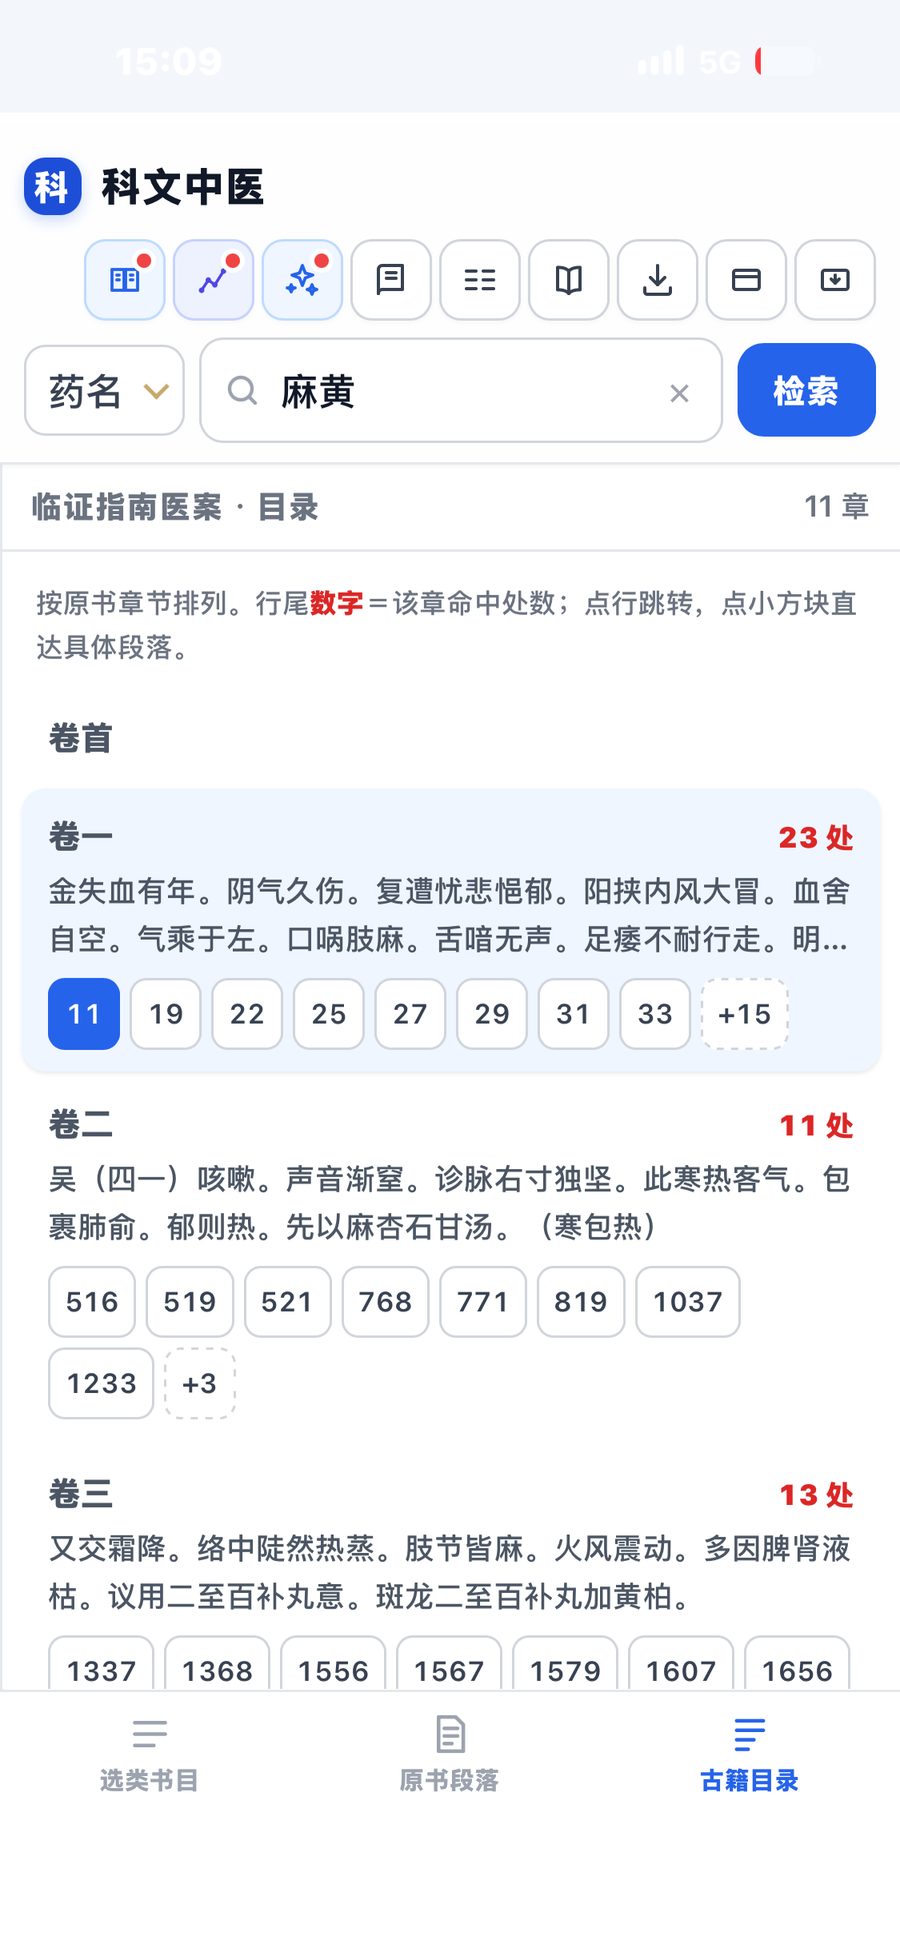 15:09 5G
科 科文中医
药名 麻黄 × 检索
临证指南医案 · 目录 11 章
按原书章节排列。行尾数字=该章命中处数；点行跳转，点小方块直
达具体段落。
卷首
卷一 23 处
金失血有年。阴气久伤。复遭忧悲悒郁。阳挟内风大冒。血舍
自空。气乘于左。口㖞肢麻。舌喑无声。足痿不耐行走。明...
11 19 22 25 27 29 31 33 +15
卷二 11 处
吴（四一）咳嗽。声音渐窒。诊脉右寸独坚。此寒热客气。包
裹肺俞。郁则热。先以麻杏石甘汤。（寒包热）
516 519 521 768 771 819 1037
1233 +3
卷三 13 处
又交霜降。络中陡然热蒸。肢节皆麻。火风震动。多因脾肾液
枯。议用二至百补丸意。斑龙二至百补丸加黄柏。
1337 1368 1556 1567 1579 1607 1656
选类书目 原书段落 古籍目录